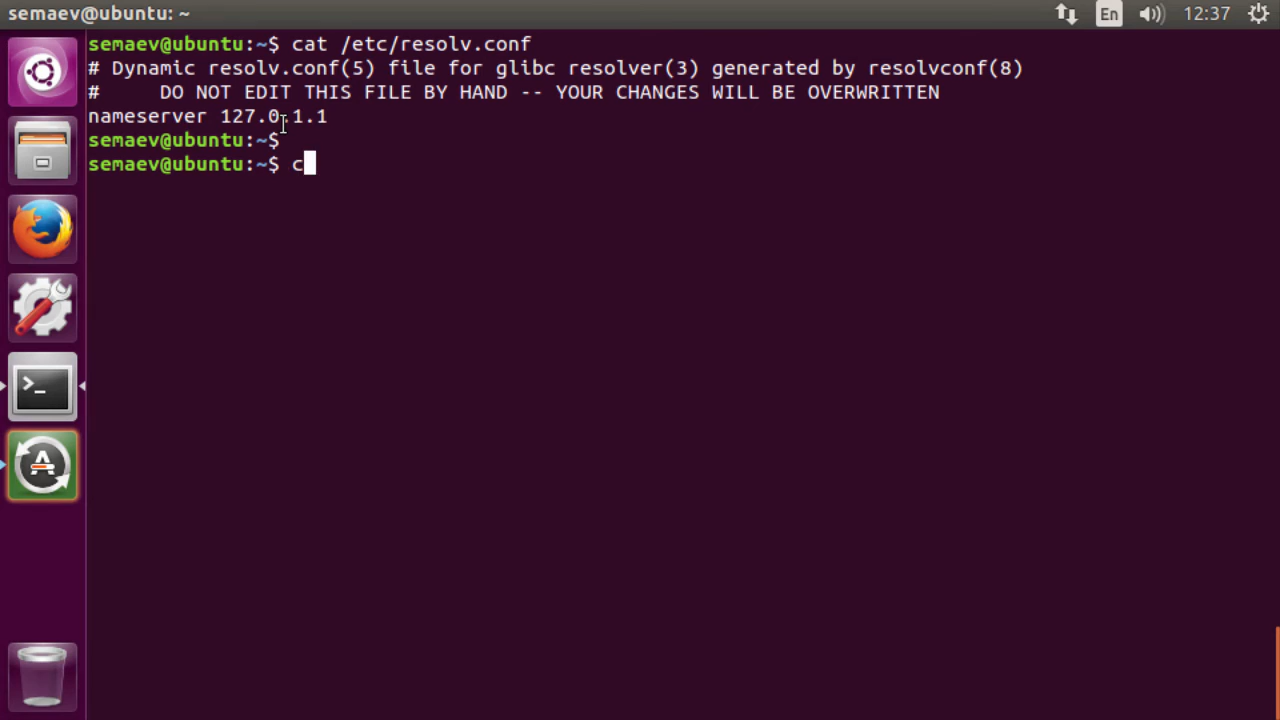 semaev@ubuntu: ~
En
12:37
semaev@ubuntu:~$ cat /etc/resolv.conf
# Dynamic resolv.conf(5) file for glibc resolver(3) generated by resolvconf(8)
#     DO NOT EDIT THIS FILE BY HAND -- YOUR CHANGES WILL BE OVERWRITTEN
nameserver 127.0.1.1
semaev@ubuntu:~$
semaev@ubuntu:~$ c